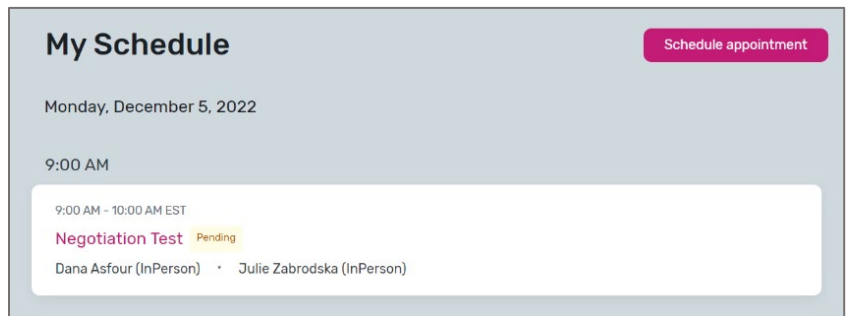 My Schedule
Schedule appointment
Monday, December 5, 2022
9:00 AM
9:00 AM - 10:00 AM EST
Negotiation Test Pending
Dana Asfour (InPerson) · Julie Zabrodska (InPerson)